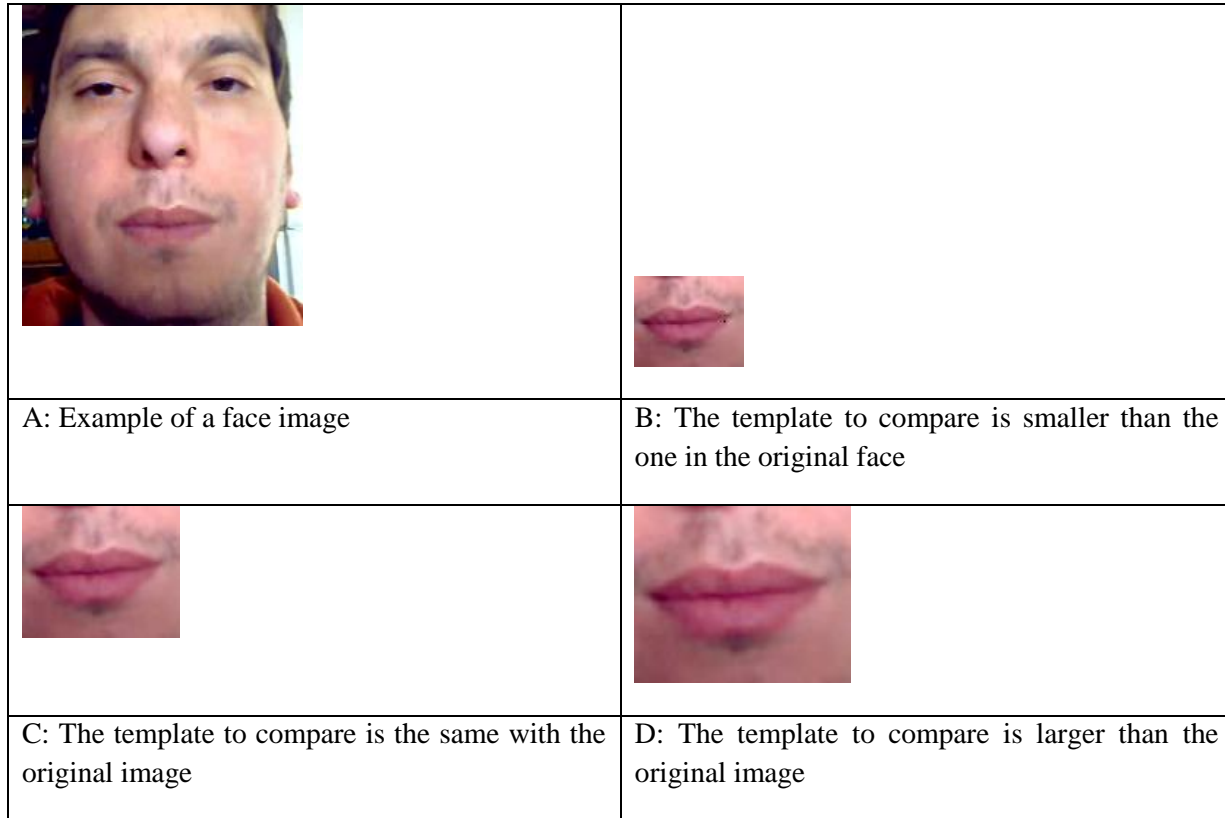 A: Example of a face image
B: The template to compare is smaller than the
one in the original face
C: The template to compare is the same with the
original image
D: The template to compare is larger than the
original image